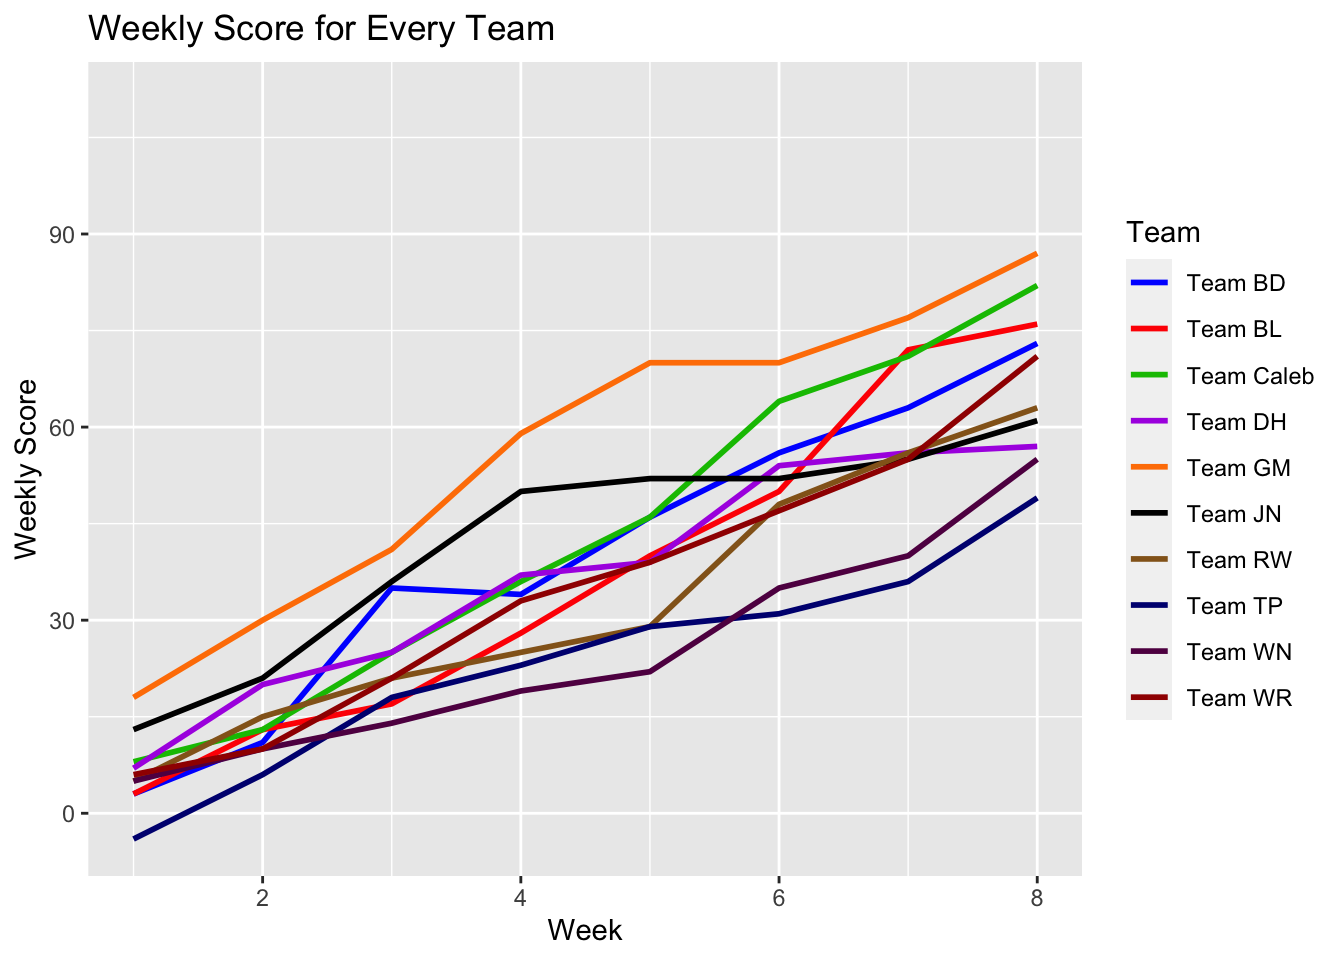 Weekly Score for Every Team
Weekly Score
90
60
30
0
2
4
6
8
Week
Team
Team BD
Team BL
Team Caleb
Team DH
Team GM
Team JN
Team RW
Team TP
Team WN
Team WR